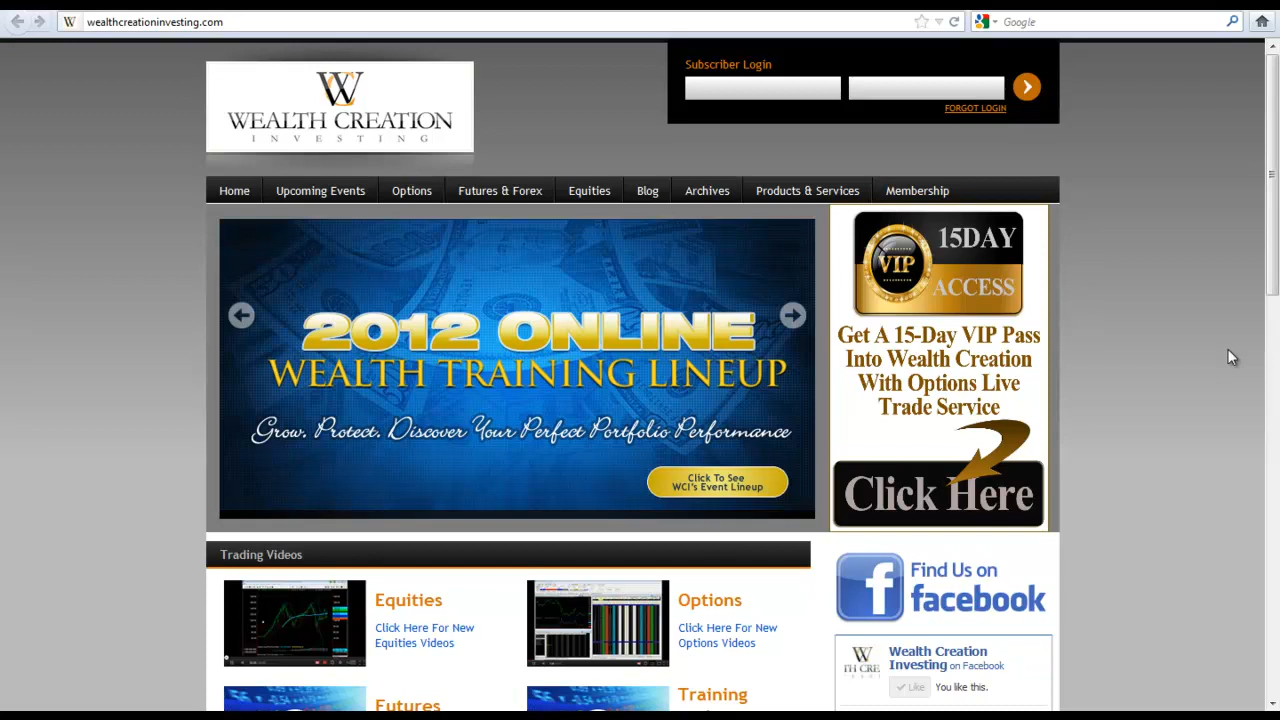 wealthcreationinvesting.com
Google
Subscriber Login
FORGOT LOGIN
WC
WEALTH CREATION
INVESTING
Home
Upcoming Events
Options
Futures & Forex
Equities
Blog
Archives
Products & Services
Membership
2012 ONLINE
WEALTH TRAINING LINEUP
Grow. Protect. Discover Your Perfect Portfolio Performance
Click To See
WCI's Event Lineup
VIP
15DAY
ACCESS
Get A 15-Day VIP Pass
Into Wealth Creation
With Options Live
Trade Service
Click Here
Trading Videos
Equities
Click Here For New
Equities Videos
Options
Click Here For New
Options Videos
Futures
Training
Find Us on
facebook
Wealth Creation
Investing on Facebook
Like
You like this.